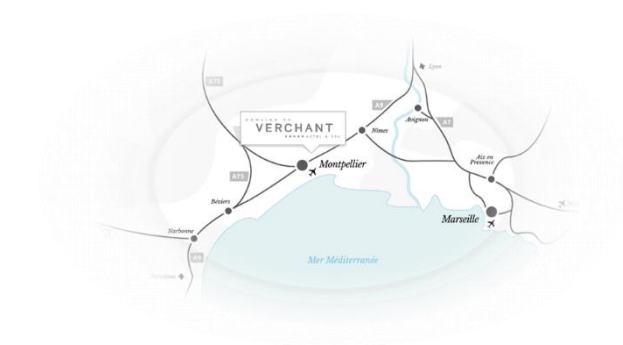 Lyon
A9
Avignon
A7
DOMAINE DE
VERCHANT
HOTEL & SPA
Nîmes
Aix en
Provence
Montpellier
A75
Béziers
Marseille
Narbonne
A9
Mer Méditerranée